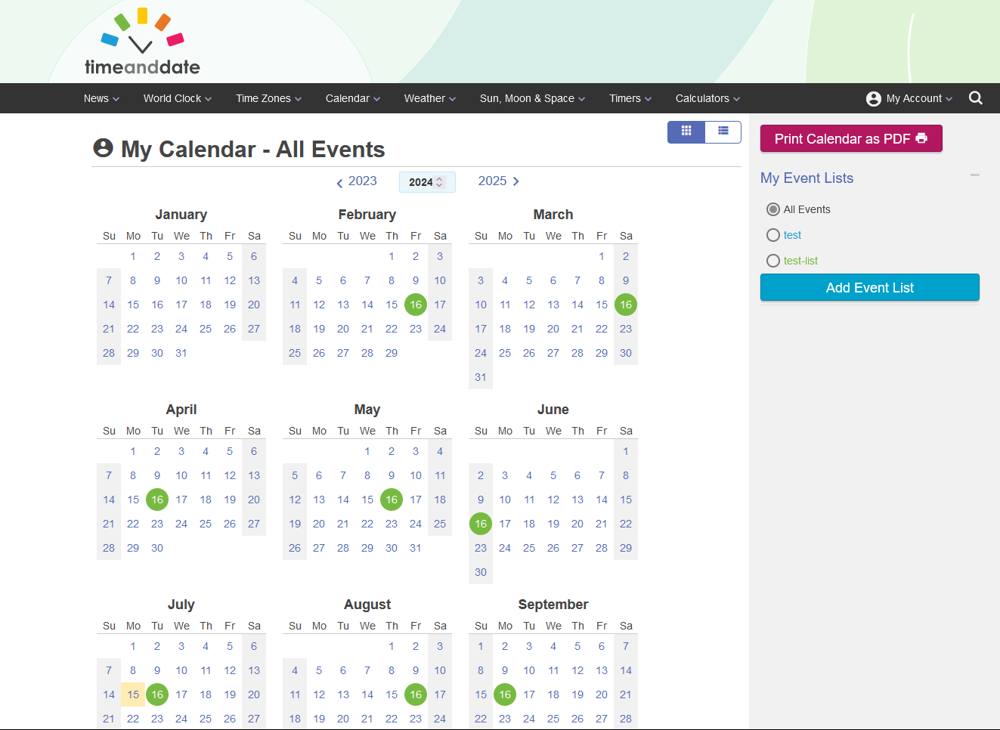 timeanddate
News World Clock Time Zones Calendar Weather Sun, Moon & Space Timers Calculators My Account
My Calendar - All Events
2023 2024 2025
January February March
Su Mo Tu We Th Fr Sa Su Mo Tu We Th Fr Sa Su Mo Tu We Th Fr Sa
1 2 3 4 5 6 1 2 3 1 2
7 8 9 10 11 12 13 4 5 6 7 8 9 10 3 4 5 6 7 8 9
14 15 16 17 18 19 20 11 12 13 14 15 16 17 10 11 12 13 14 15 16
21 22 23 24 25 26 27 18 19 20 21 22 23 24 17 18 19 20 21 22 23
28 29 30 31 25 26 27 28 29 24 25 26 27 28 29 30
31
April May June
Su Mo Tu We Th Fr Sa Su Mo Tu We Th Fr Sa Su Mo Tu We Th Fr Sa
1 2 3 4 5 6 1 2 3 4 1
7 8 9 10 11 12 13 5 6 7 8 9 10 11 2 3 4 5 6 7 8
14 15 16 17 18 19 20 12 13 14 15 16 17 18 9 10 11 12 13 14 15
21 22 23 24 25 26 27 19 20 21 22 23 24 25 16 17 18 19 20 21 22
28 29 30 26 27 28 29 30 31 23 24 25 26 27 28 29
30
July August September
Su Mo Tu We Th Fr Sa Su Mo Tu We Th Fr Sa Su Mo Tu We Th Fr Sa
1 2 3 4 5 6 1 2 3 1 2 3 4 5 6 7
7 8 9 10 11 12 13 4 5 6 7 8 9 10 8 9 10 11 12 13 14
14 15 16 17 18 19 20 11 12 13 14 15 16 17 15 16 17 18 19 20 21
21 22 23 24 25 26 27 18 19 20 21 22 23 24 22 23 24 25 26 27 28
Print Calendar as PDF
My Event Lists
All Events
test
test-list
Add Event List